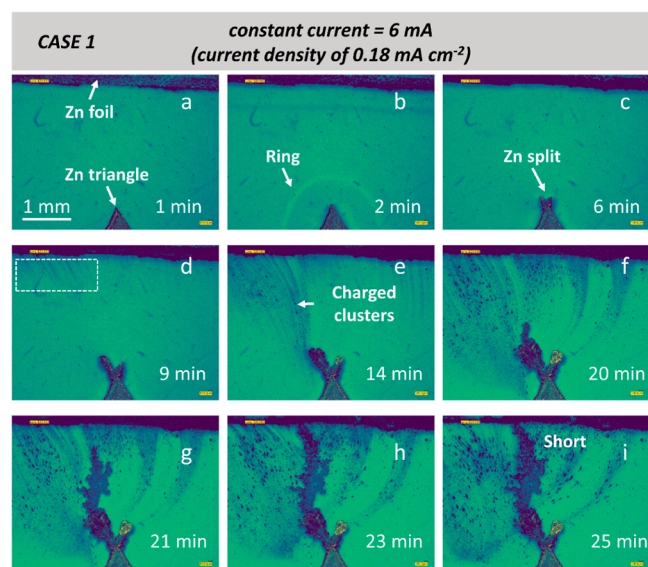 CASE 1
constant current = 6 mA
(current density of 0.18 mA cm⁻²)
a
Zn foil
Zn triangle
1 mm
1 min
b
Ring
2 min
c
Zn split
6 min
d
9 min
e
Charged
clusters
14 min
f
20 min
g
21 min
h
23 min
Short
i
25 min